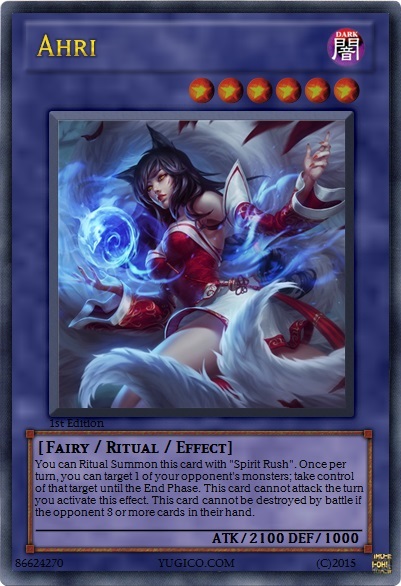 Ahri
DARK
闇
1st Edition
[Fairy / Ritual / Effect]
You can Ritual Summon this card with "Spirit Rush". Once per
turn, you can target 1 of your opponent's monsters; take control
of that target until the End Phase. This card cannot attack the turn
you activate this effect. This card cannot be destroyed by battle if
the opponent 3 or more cards in their hand.
ATK / 2100 DEF / 1000
86624270 YUGICO.COM (C)2015